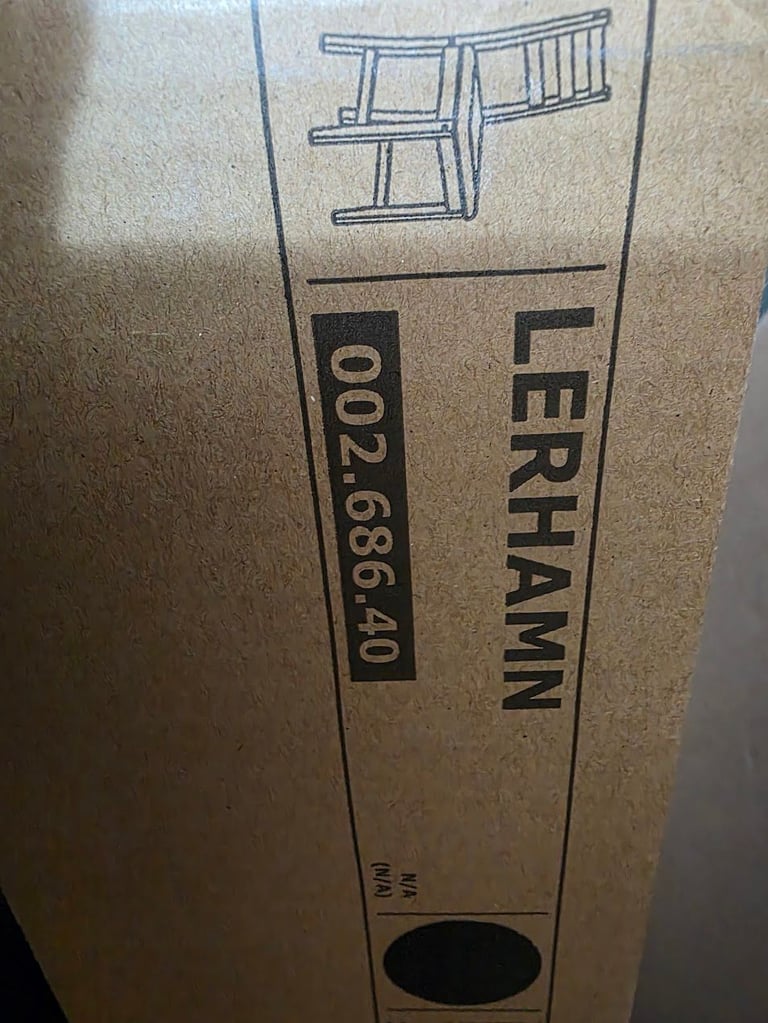 LERHAMN
002.686.40
N/A
(N/A)